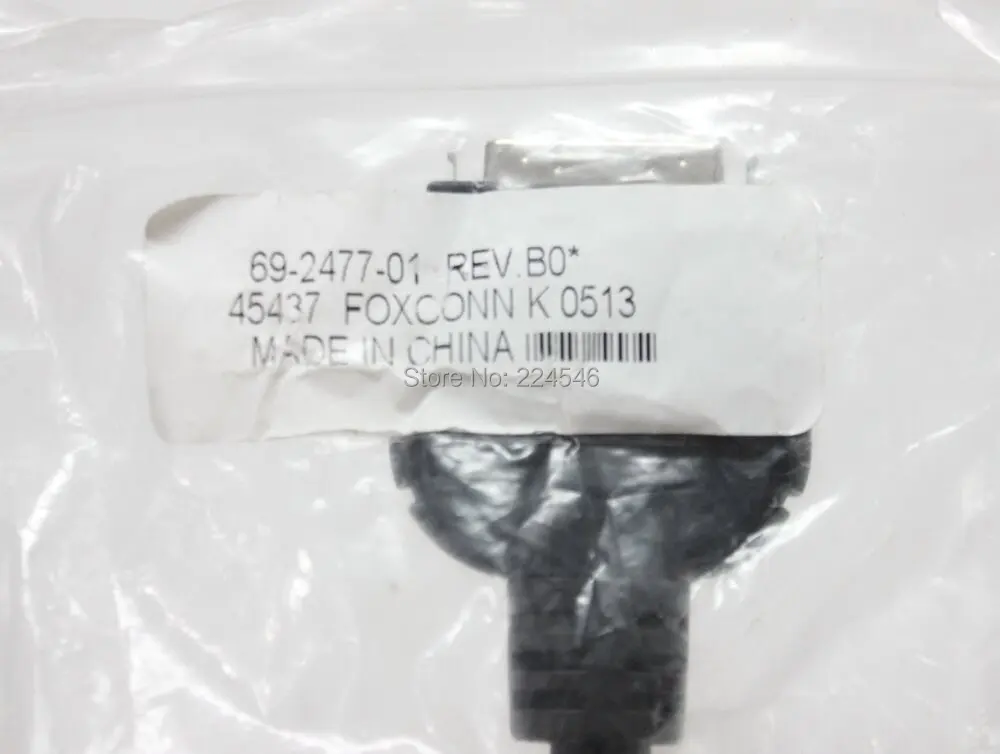 69-2477-01 REV.B0*
45437 FOXCONN K 0513
MADE IN CHINA
Store No: 224546